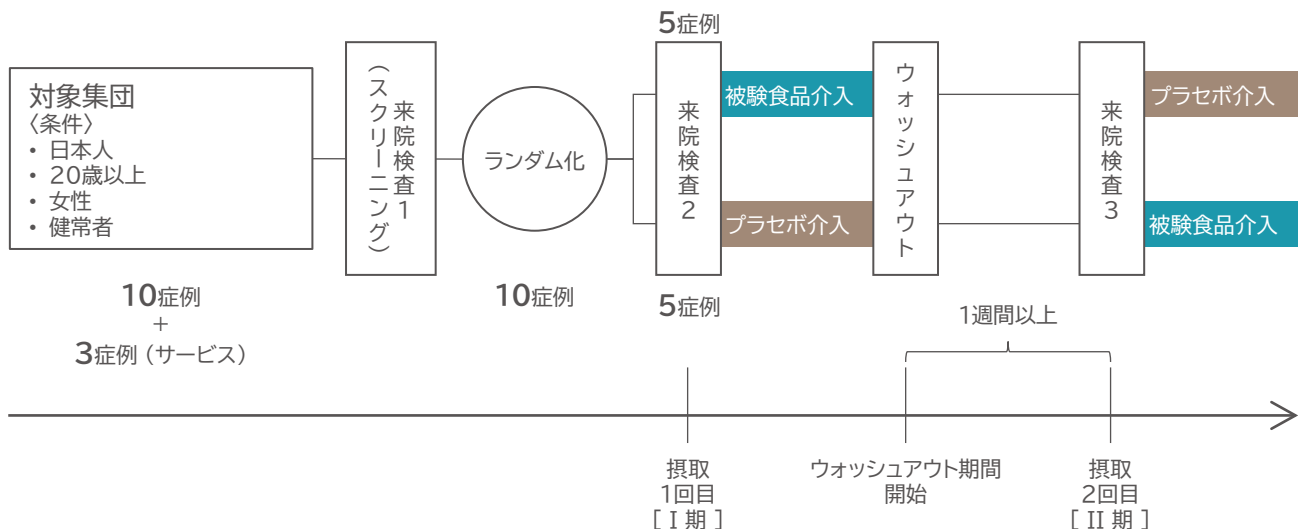 対象集団
〈条件〉
・ 日本人
・ 20歳以上
・ 女性
・ 健常者
10症例
+
3症例（サービス）
来院検査1
（スクリーニング）
ランダム化
10症例
5症例
来院検査2
5症例
被験食品介入
プラセボ介入
ウォッシュアウト
来院検査3
プラセボ介入
被験食品介入
1週間以上
摂取
1回目
[ I 期 ]
ウォッシュアウト期間
開始
摂取
2回目
[ II 期 ]